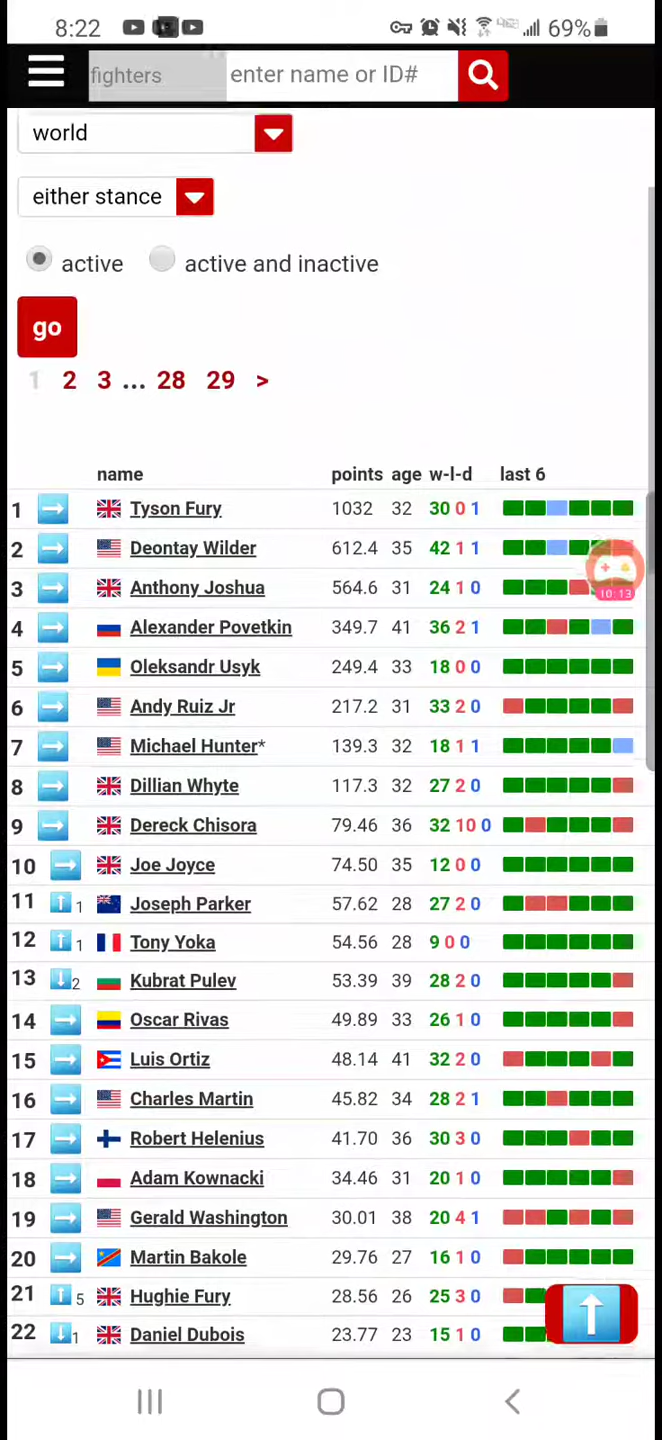 8:22 69%
fighters enter name or ID#
world
either stance
active active and inactive
go
1 2 3 ... 28 29 >
name points age w-l-d last 6
1 Tyson Fury 1032 32 30 0 1
2 Deontay Wilder 612.4 35 42 1 1
3 Anthony Joshua 564.6 31 24 1 0
10:13
4 Alexander Povetkin 349.7 41 36 2 1
5 Oleksandr Usyk 249.4 33 18 0 0
6 Andy Ruiz Jr 217.2 31 33 2 0
7 Michael Hunter* 139.3 32 18 1 1
8 Dillian Whyte 117.3 32 27 2 0
9 Dereck Chisora 79.46 36 32 10 0
10 Joe Joyce 74.50 35 12 0 0
11 1 Joseph Parker 57.62 28 27 2 0
12 1 Tony Yoka 54.56 28 9 0 0
13 2 Kubrat Pulev 53.39 39 28 2 0
14 Oscar Rivas 49.89 33 26 1 0
15 Luis Ortiz 48.14 41 32 2 0
16 Charles Martin 45.82 34 28 2 1
17 Robert Helenius 41.70 36 30 3 0
18 Adam Kownacki 34.46 31 20 1 0
19 Gerald Washington 30.01 38 20 4 1
20 Martin Bakole 29.76 27 16 1 0
21 5 Hughie Fury 28.56 26 25 3 0
22 1 Daniel Dubois 23.77 23 15 1 0